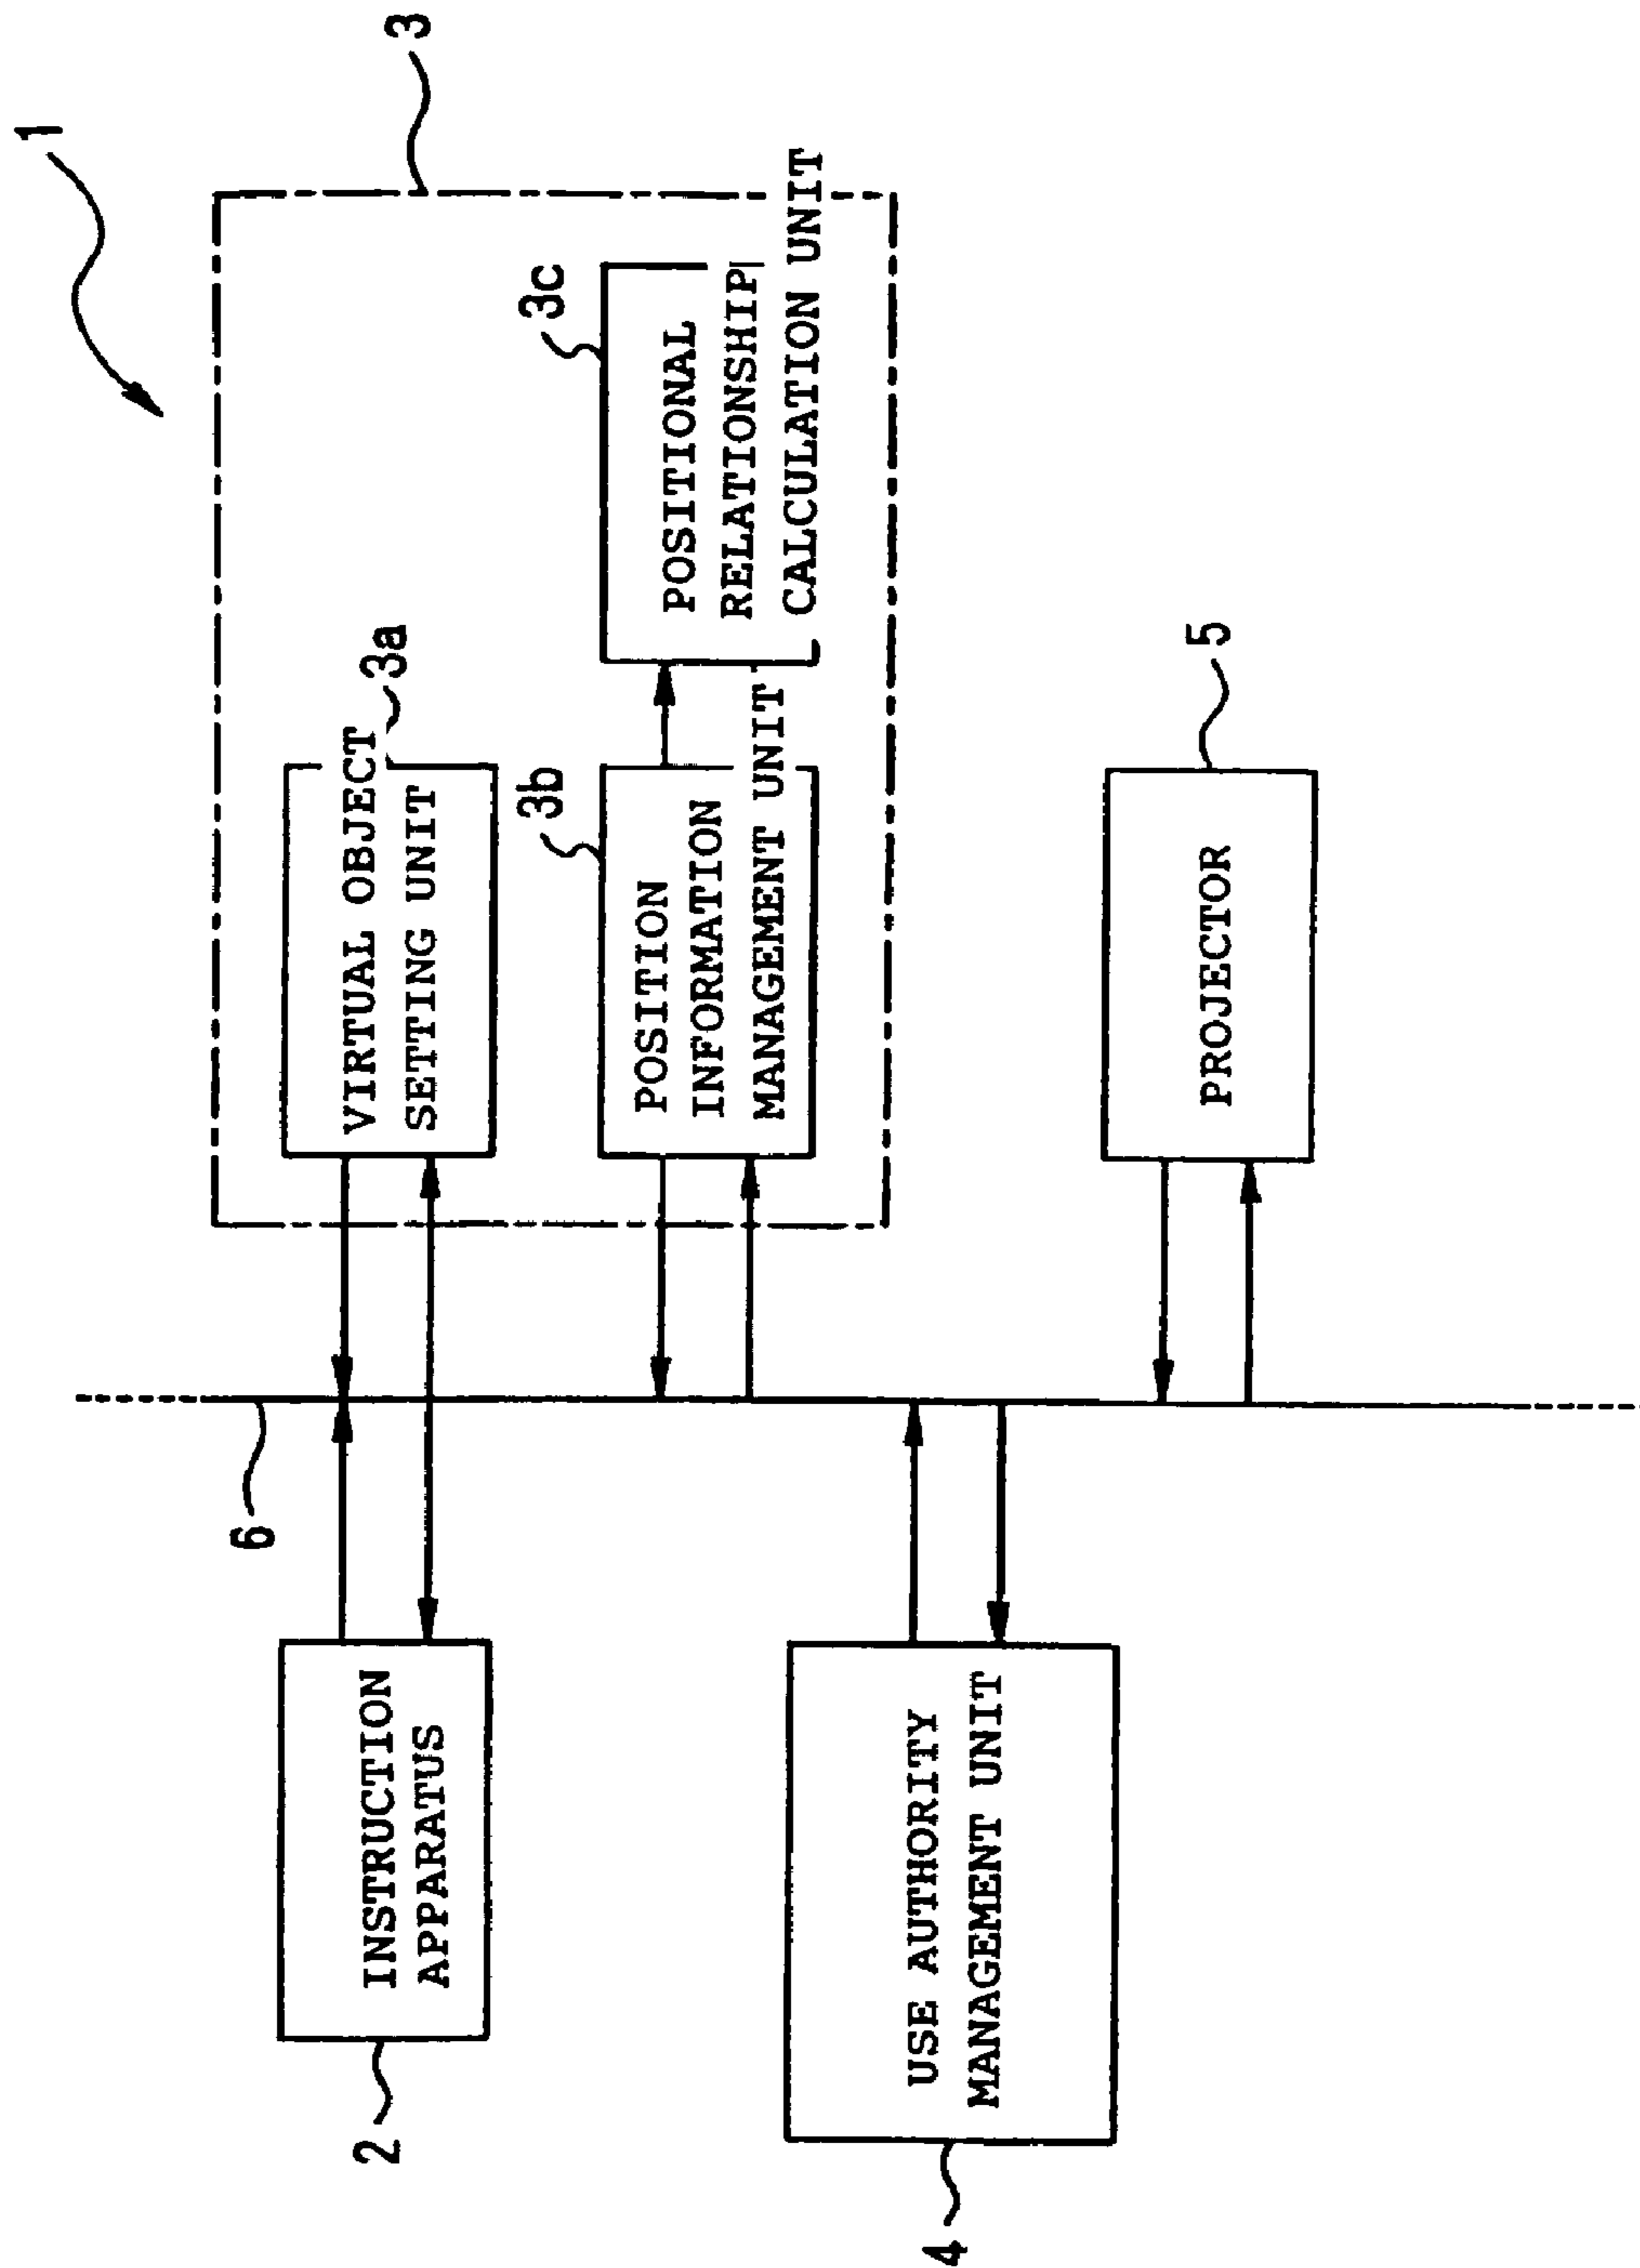 1
2
INSTRUCTION
APPARATUS
6
3
3a
VIRTUAL OBJECT
SETTING UNIT
3b
POSITION
INFORMATION
MANAGEMENT UNIT
3c
POSITIONAL
RELATIONSHIP
CALCULATION UNIT
4
USE AUTHORITY
MANAGEMENT UNIT
5
PROJECTOR